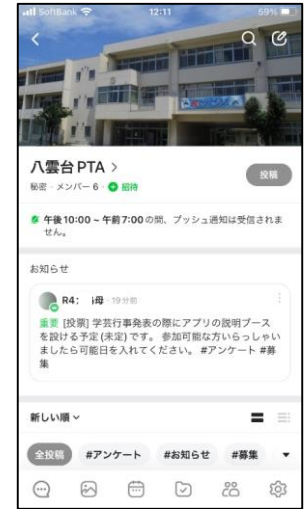 SoftBank 12:11 59%
八雲台 PTA >
秘密・メンバー 6・招待
投稿
午後10:00 ~ 午前7:00 の間、プッシュ通知は受信されま
せん。
お知らせ
R4: 母・19分前
重要 [投票] 学芸行事発表の際にアプリの説明ブース
を設ける予定(未定)です。 参加可能な方いらっしゃい
ましたら可能日を入れてください。 #アンケート #募
集
新しい順
全投稿 #アンケート #お知らせ #募集